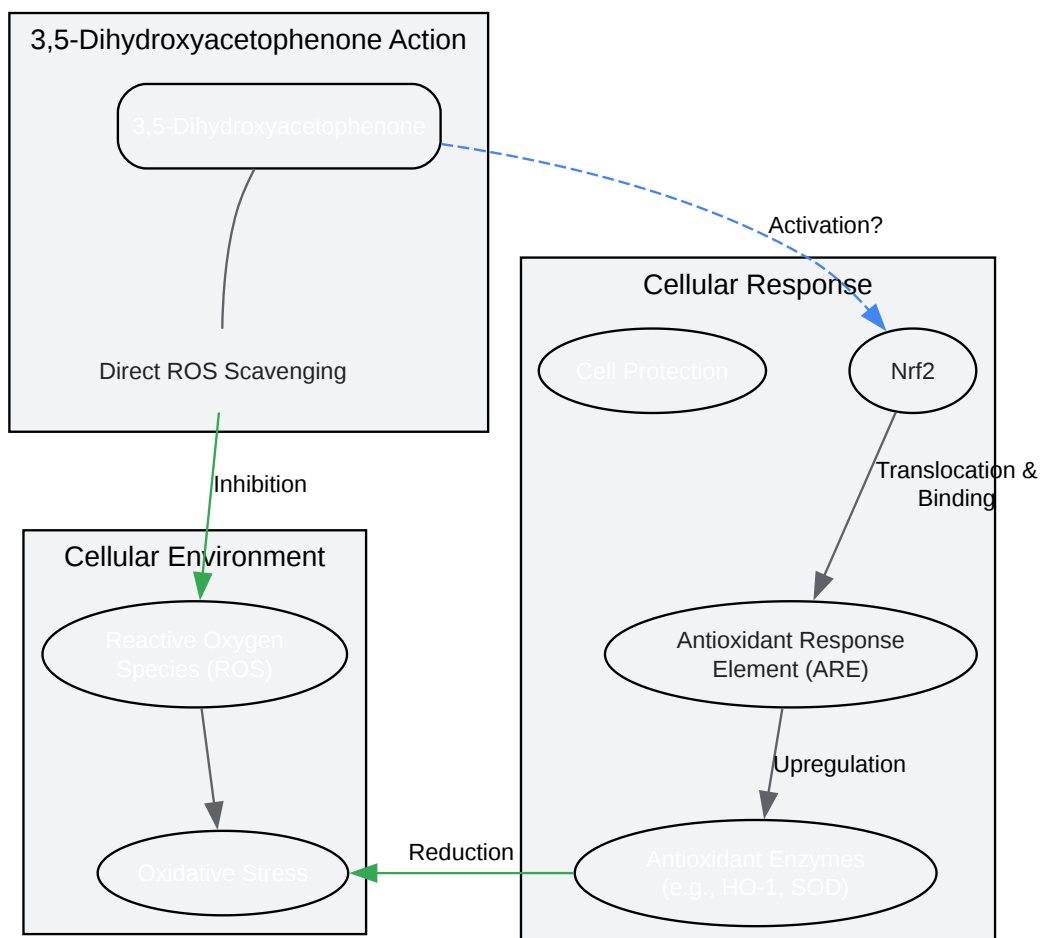 3,5-Dihydroxyacetophenone Action
3,5-Dihydroxyacetophenone
Activation?
Cellular Response
Direct ROS Scavenging
Cell Protection
Nrf2
Inhibition
Translocation &
Binding
Cellular Environment
Reactive Oxygen
Species (ROS)
Antioxidant Response
Element (ARE)
Upregulation
Reduction
Oxidative Stress
Antioxidant Enzymes
(e.g., HO-1, SOD)